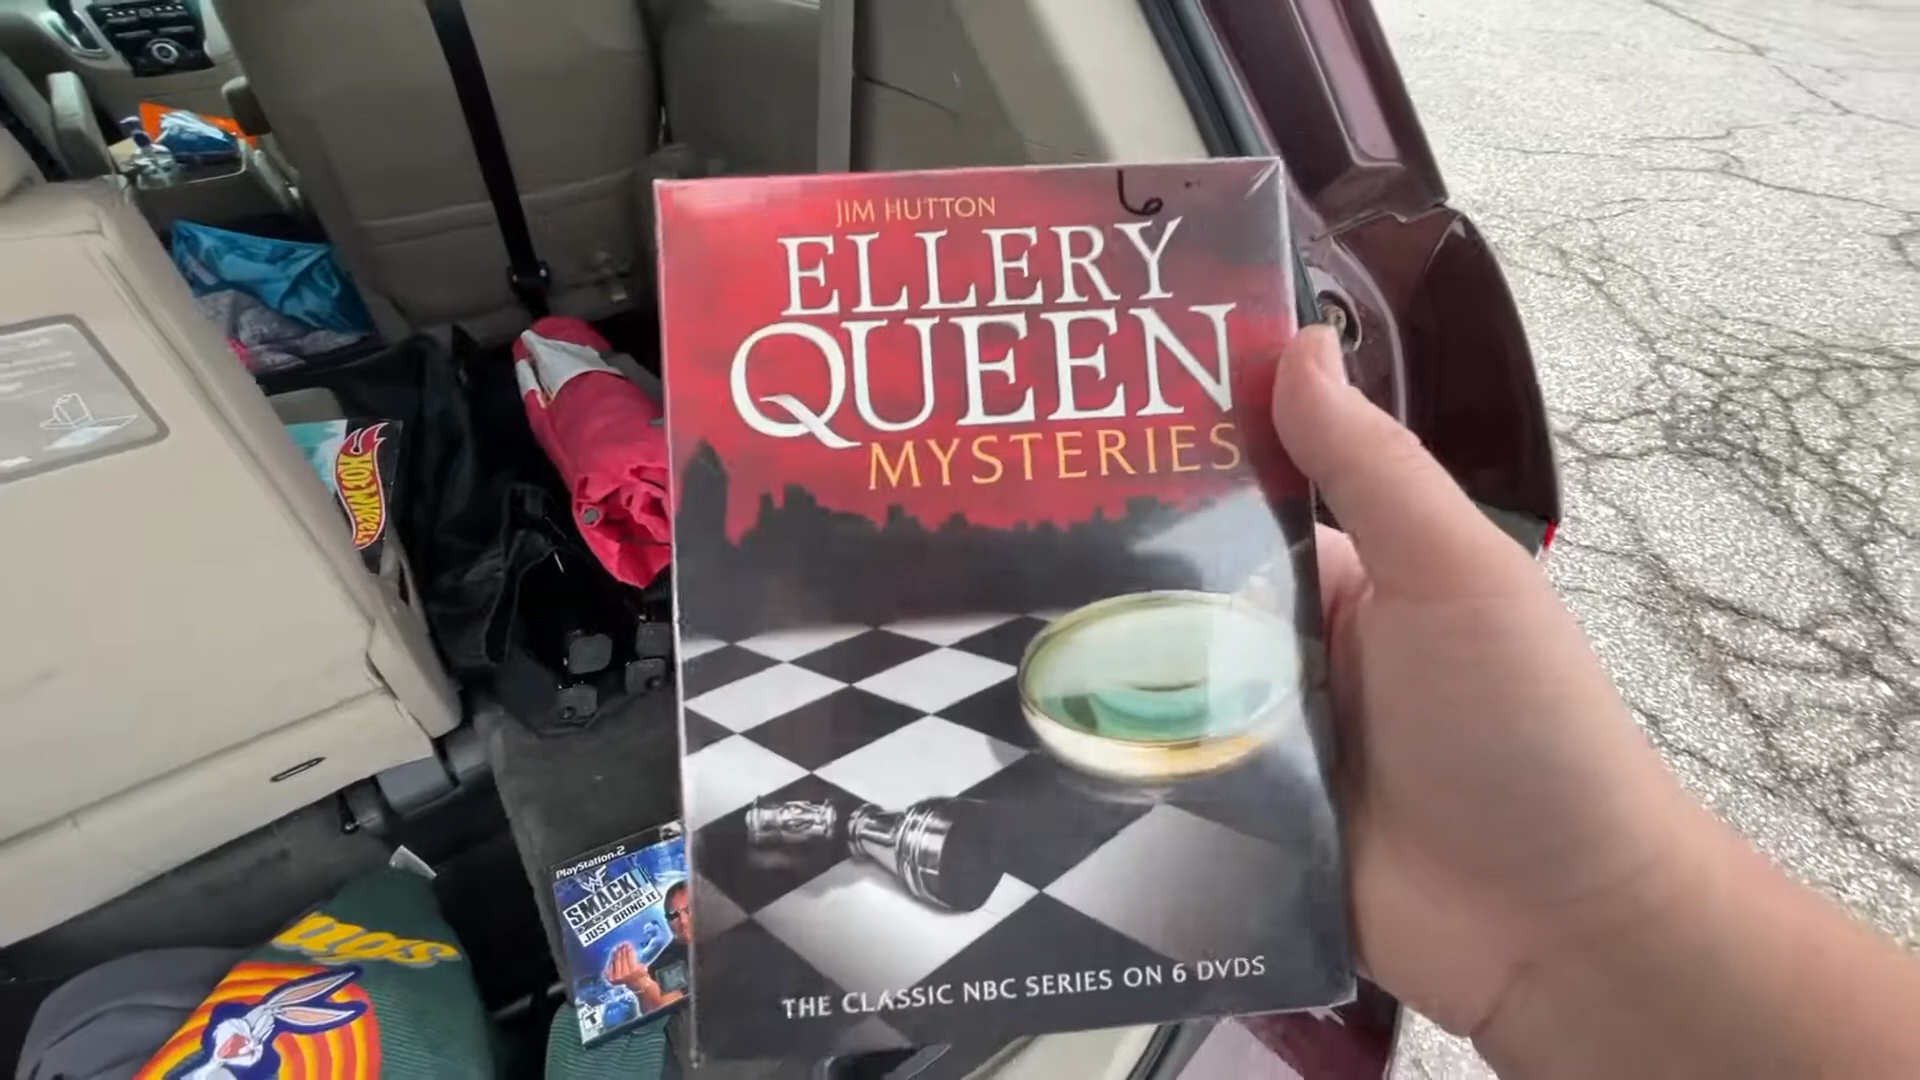 JIM HUTTON
6
ELLERY
QUEEN
MYSTERIES
THE CLASSIC NBC SERIES ON 6 DVDS
HOT WHEELS
PlayStation 2
SMACK
DOWN!
JUST BRING IT
T